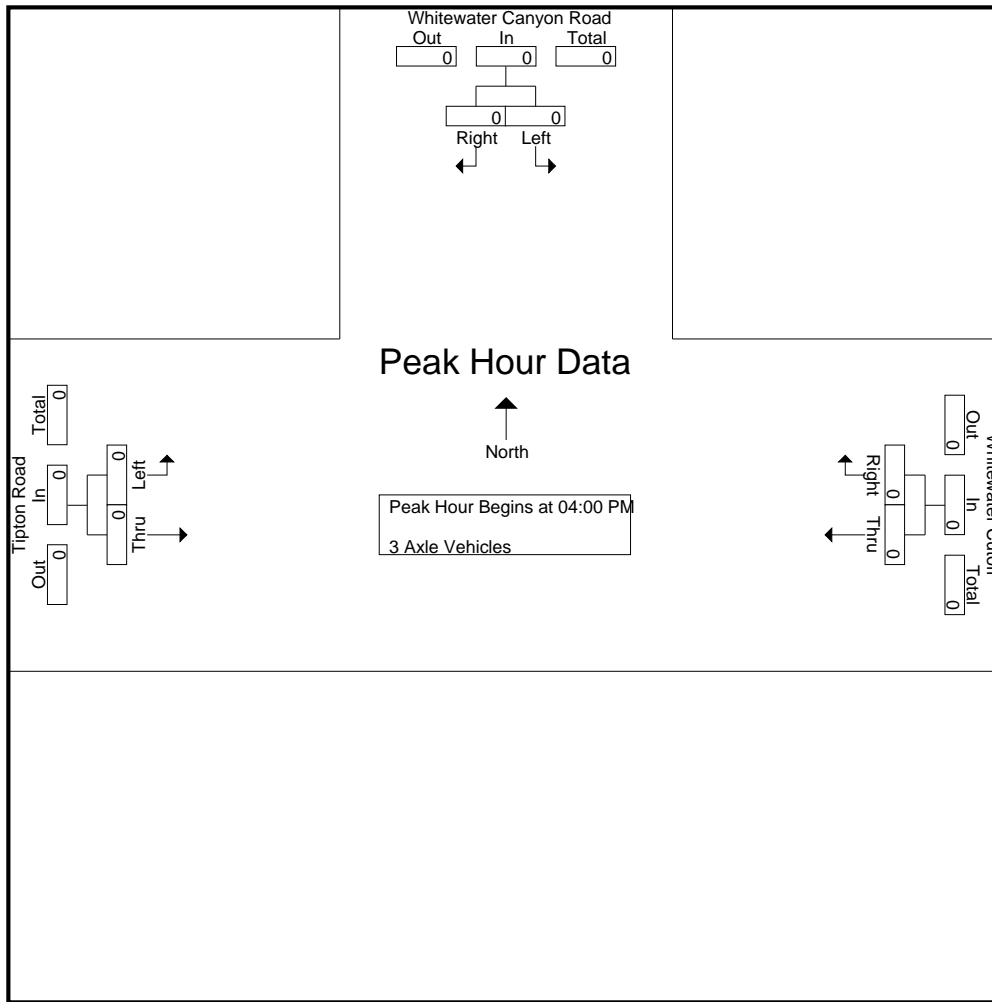 Whitewater Canyon Road
Out In Total
0 0 0
0 0
Right Left
Peak Hour Data
North
Peak Hour Begins at 04:00 PM
3 Axle Vehicles
Tipton Road
Out In Total
0 0 0
0 0
Thru Left
Whitewater
Out In Total
0 0 0
0 0
Right Thru